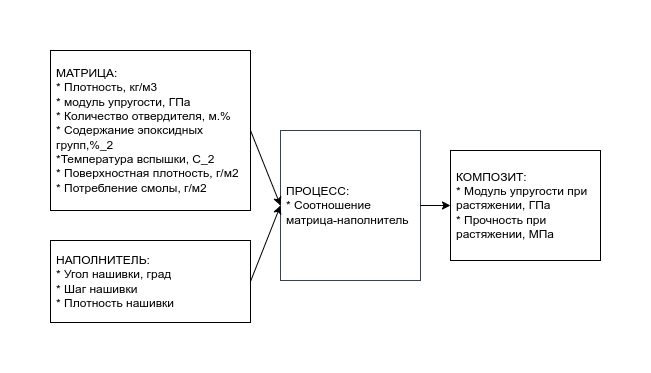 МАТРИЦА:
* Плотность, кг/м3
* модуль упругости, ГПа
* Количество отвердителя, м.%
* Содержание эпоксидных
групп,%_2
*Температура вспышки, С_2
* Поверхностная плотность, г/м2
* Потребление смолы, г/м2
НАПОЛНИТЕЛЬ:
* Угол нашивки, град
* Шаг нашивки
* Плотность нашивки
ПРОЦЕСС:
* Соотношение
матрица-наполнитель
КОМПОЗИТ:
* Модуль упругости при
растяжении, ГПа
* Прочность при
растяжении, МПа